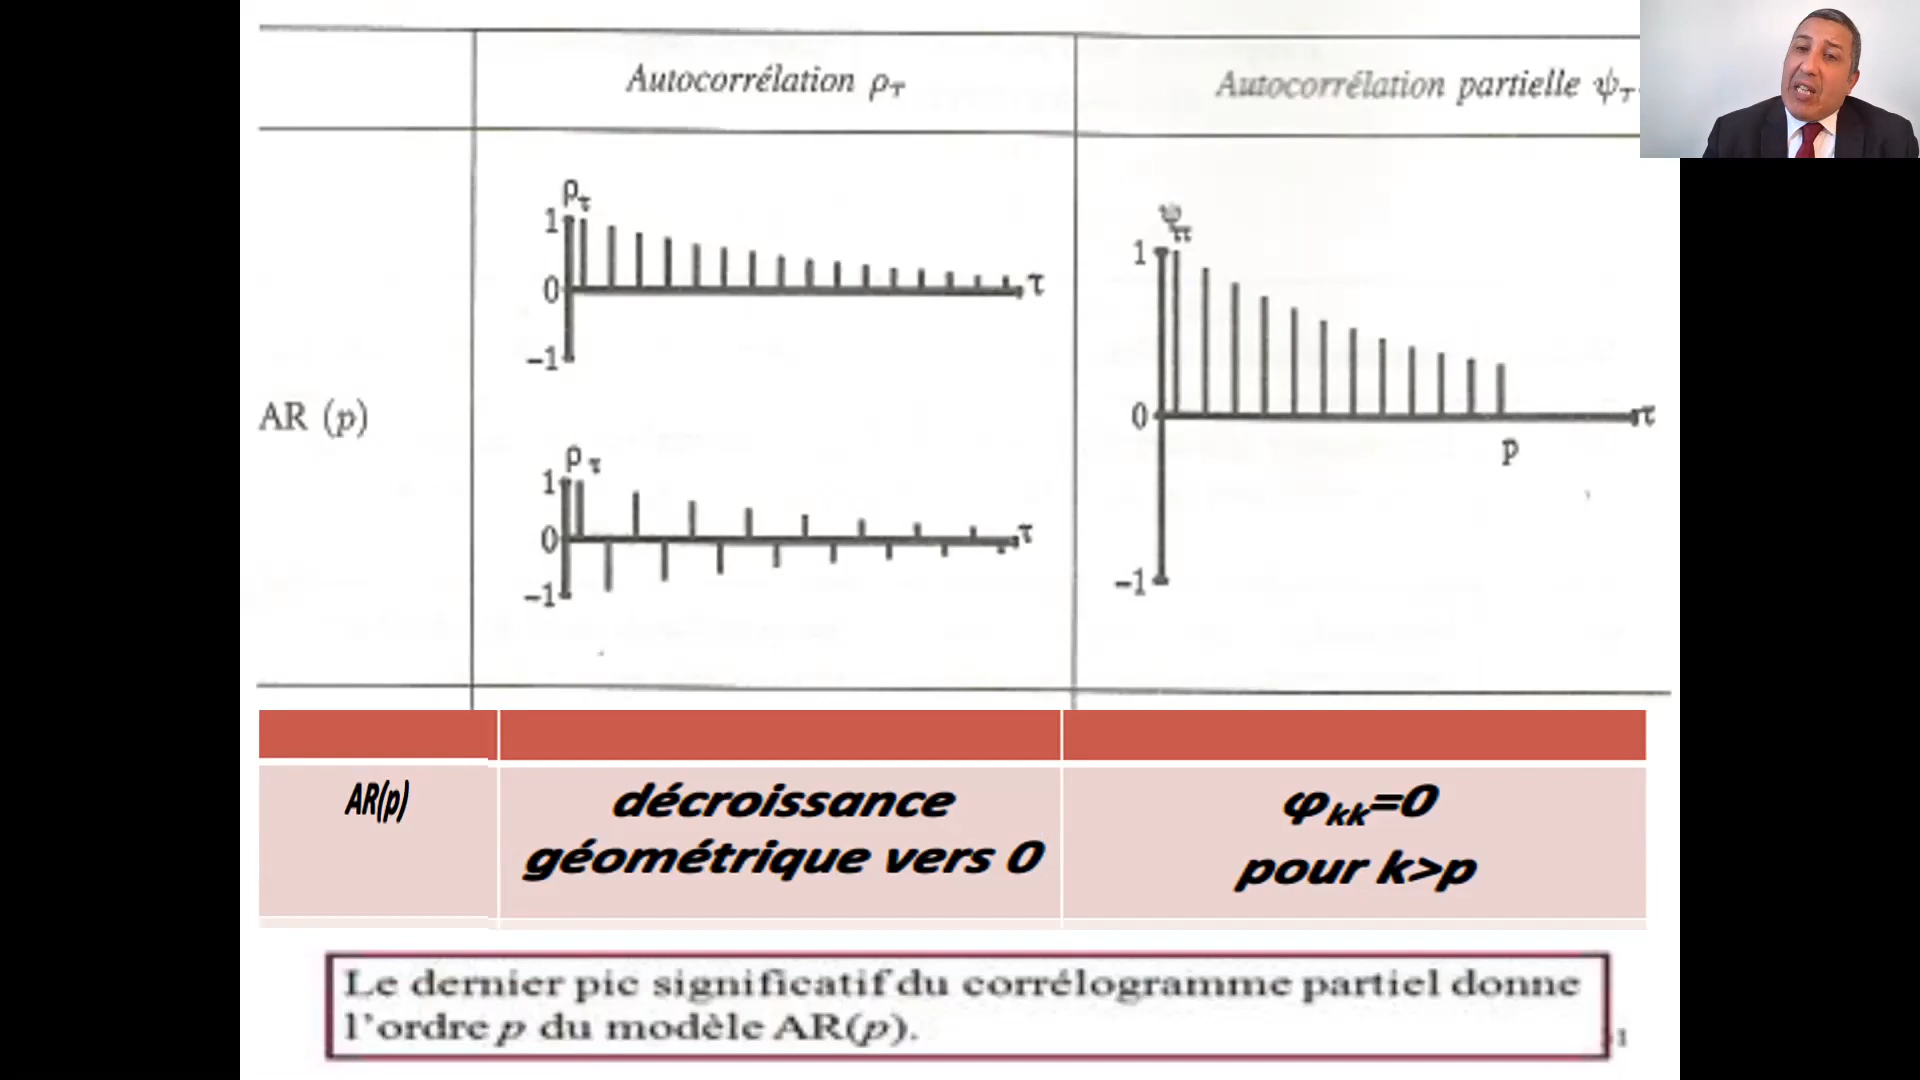 Autocorrélation ρτ
Autocorrélation partielle ψτ
ρτ
1
0
-1
τ
ψττ
1
0
-1
τ
p
AR (p)
ρτ
1
0
-1
τ
AR(p)
décroissance
géométrique vers 0
φkk=0
pour k>p
Le dernier pic significatif du corrélogramme partiel donne
l'ordre p du modèle AR(p).
1